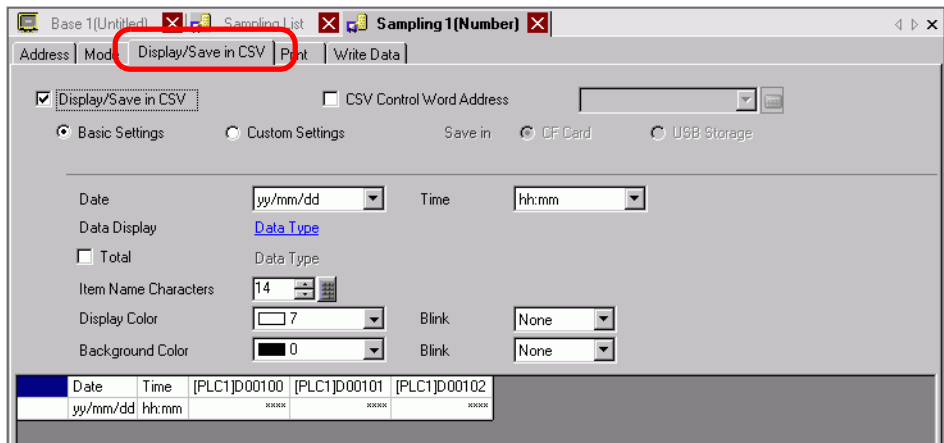 Base 1(Untitled) Sampling List Sampling 1(Number)
Address Mode Display/Save in CSV Print Write Data
Display/Save in CSV CSV Control Word Address
Basic Settings Custom Settings Save in CF Card USB Storage
Date yy/mm/dd Time hh:mm
Data Display Data Type
Total Data Type
Item Name Characters 14
Display Color 7 Blink None
Background Color 0 Blink None
Date Time [PLC1]D00100 [PLC1]D00101 [PLC1]D00102
yy/mm/dd hh:mm **** **** ****